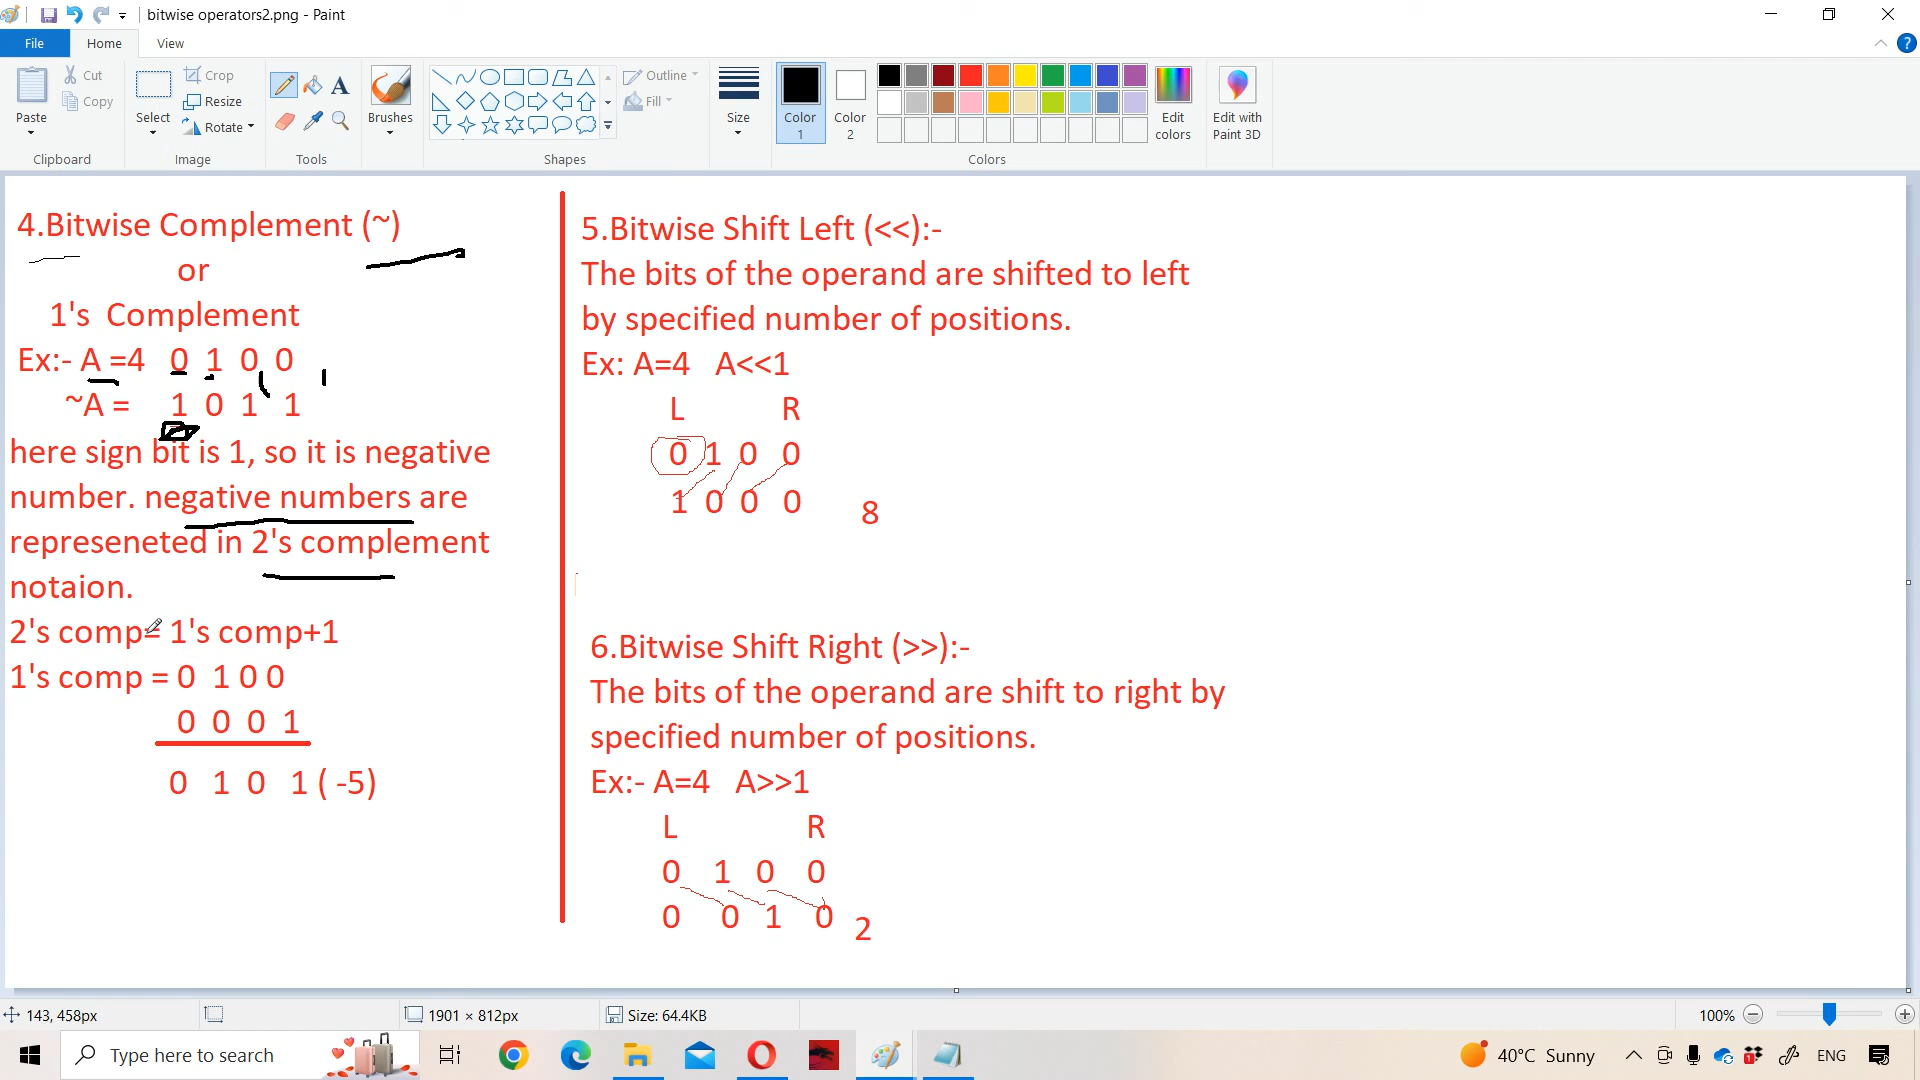 bitwise operators2.png - Paint
File Home View
Paste
Cut
Copy
Clipboard
Select
Crop
Resize
Rotate
Image
Tools
Brushes
Outline
Fill
Shapes
Size
Color 1
Color 2
Edit colors
Edit with Paint 3D
Colors
4.Bitwise Complement (~)
or
1's Complement
Ex:- A =4 0 1 0 0
~A = 1 0 1 1
here sign bit is 1, so it is negative
number. negative numbers are
represeneted in 2's complement
notaion.
2's comp= 1's comp+1
1's comp = 0 1 0 0
0 0 0 1
0 1 0 1 ( -5)
5.Bitwise Shift Left (<<):-
The bits of the operand are shifted to left
by specified number of positions.
Ex: A=4 A<<1
L R
0 1 0 0
1 0 0 0 8
6.Bitwise Shift Right (>>):-
The bits of the operand are shift to right by
specified number of positions.
Ex:- A=4 A>>1
L R
0 1 0 0
0 0 1 0 2
143, 458px
1901 × 812px
Size: 64.4KB
100%
Type here to search
40°C Sunny
ENG